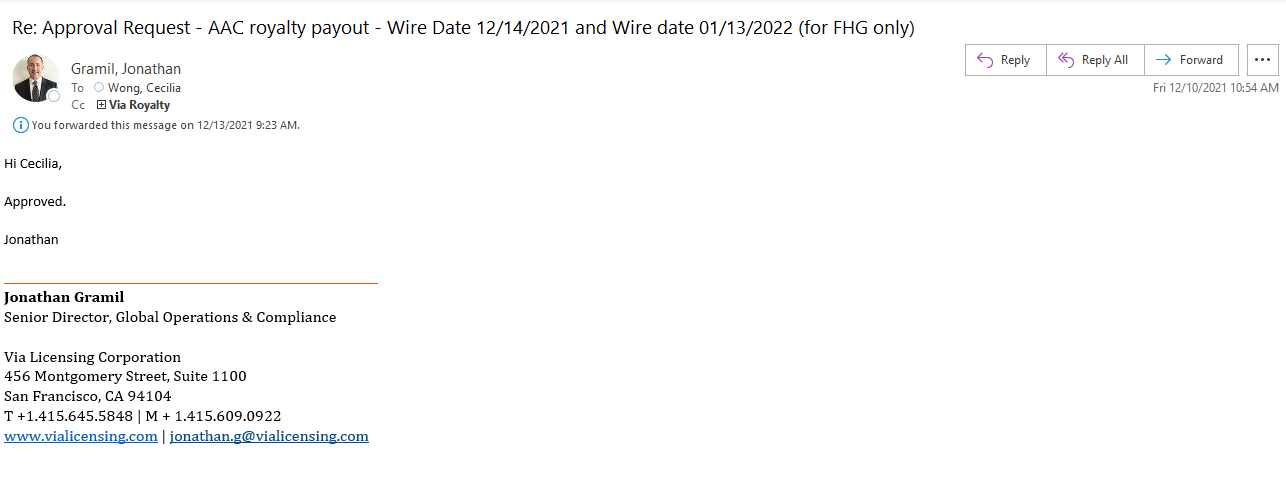 Re: Approval Request - AAC royalty payout - Wire Date 12/14/2021 and Wire date 01/13/2022 (for FHG only)
Gramil, Jonathan
To Wong, Cecilia
Cc Via Royalty
Reply Reply All Forward ...
Fri 12/10/2021 10:54 AM
You forwarded this message on 12/13/2021 9:23 AM.
Hi Cecilia,
Approved.
Jonathan
Jonathan Gramil
Senior Director, Global Operations & Compliance
Via Licensing Corporation
456 Montgomery Street, Suite 1100
San Francisco, CA 94104
T +1.415.645.5848 | M + 1.415.609.0922
www.vialicensing.com | jonathan.g@vialicensing.com